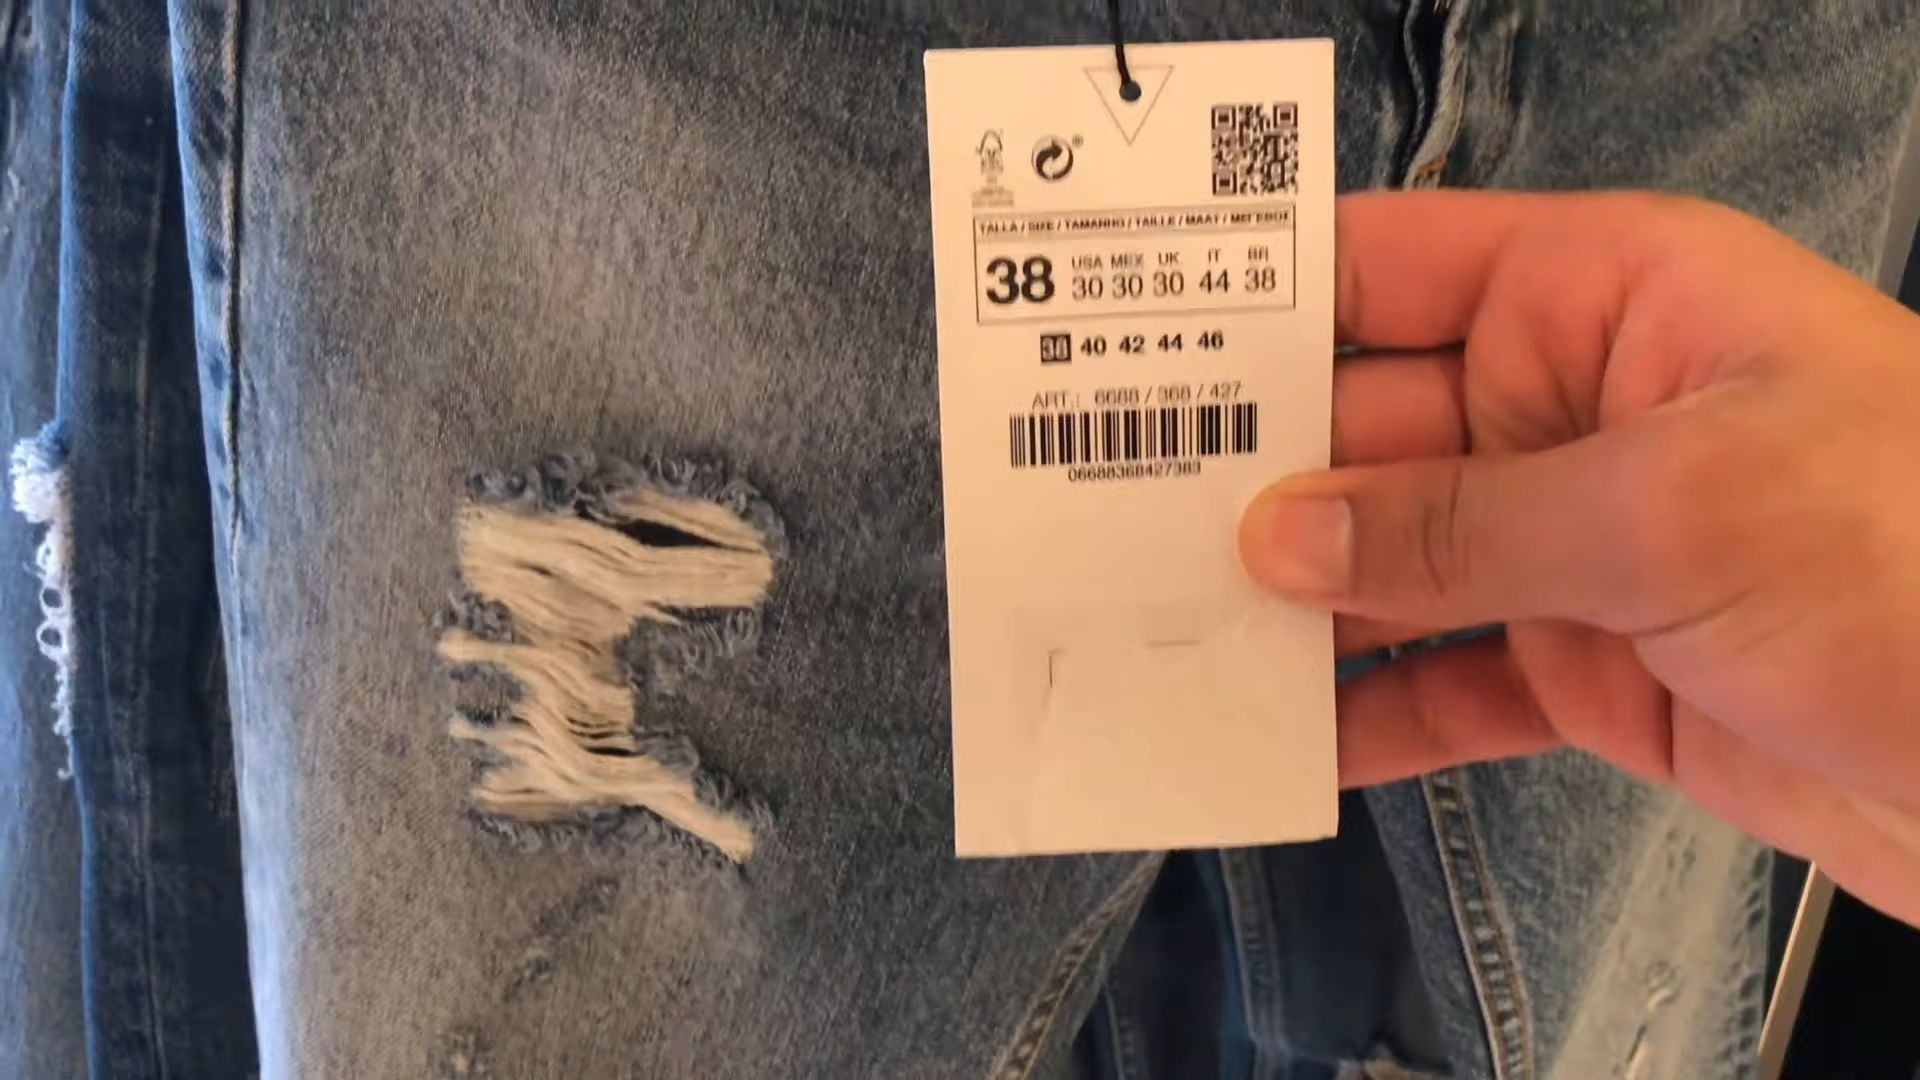 TALLA / SIZE / TAMANHO / TAILLE / MAAT /
38 USA MEX UK IT BR
30 30 30 44 38
38 40 42 44 46
ART.: 6688 / 368 / 427
06688368427383